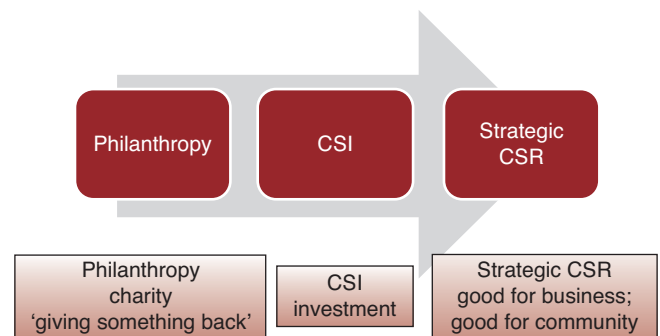 Philanthropy
CSI
Strategic
CSR
Philanthropy
charity
‘giving something back’
CSI
investment
Strategic CSR
good for business;
good for community